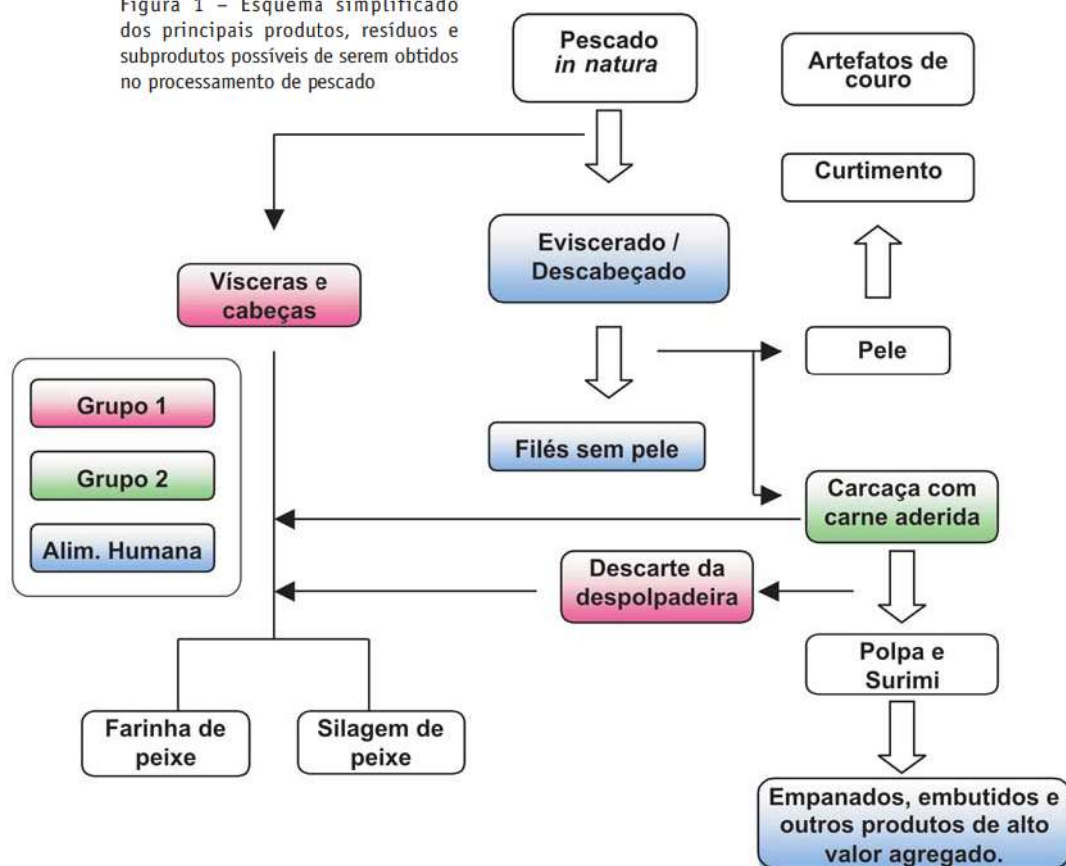 Figura 1 – Esquema simplificado
dos principais produtos, resíduos e
subprodutos possíveis de serem obtidos
no processamento de pescado
Pescado
in natura
Artefatos de
couro
Curtimento
Eviscerado /
Descabeçado
Vísceras e
cabeças
Pele
Grupo 1
Grupo 2
Alim. Humana
Filés sem pele
Carcaça com
carne aderida
Descarte da
despolpadeira
Polpa e
Surimi
Farinha de
peixe
Silagem de
peixe
Empanados, embutidos e
outros produtos de alto
valor agregado.